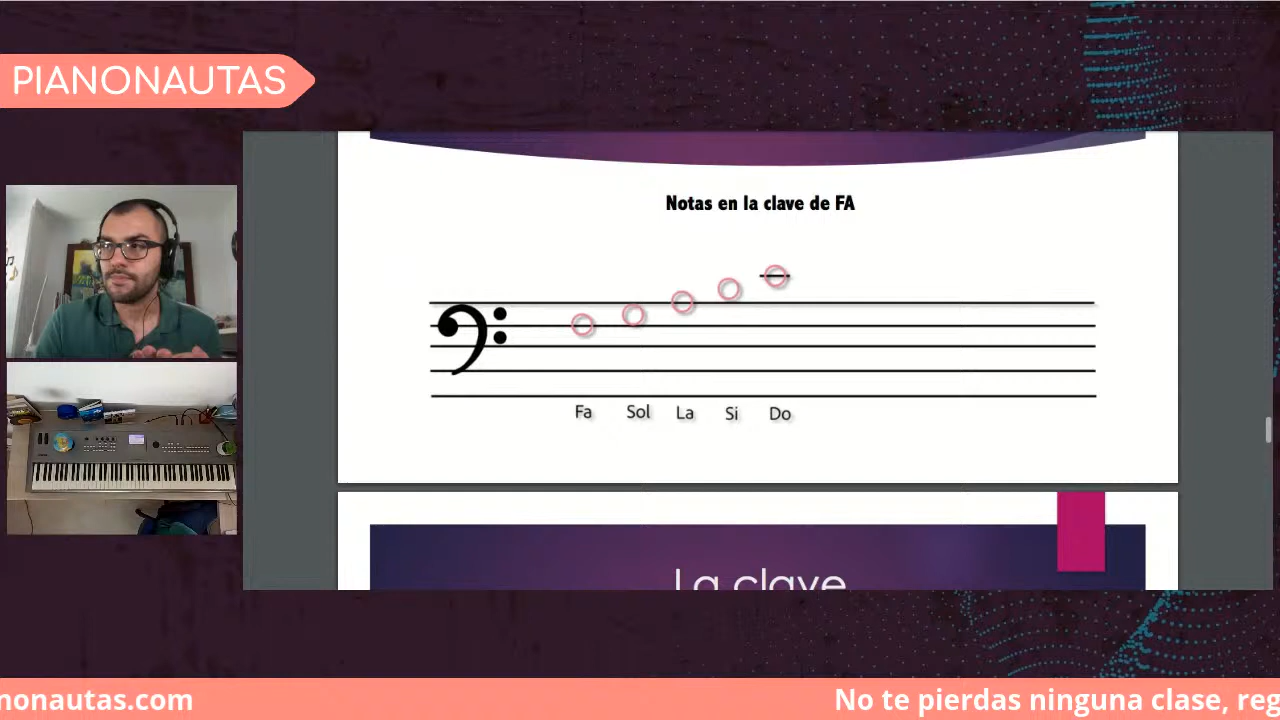 PIANONAUTAS
Notas en la clave de FA
Fa Sol La Si Do
La clave
nonautas.com
No te pierdas ninguna clase, reg